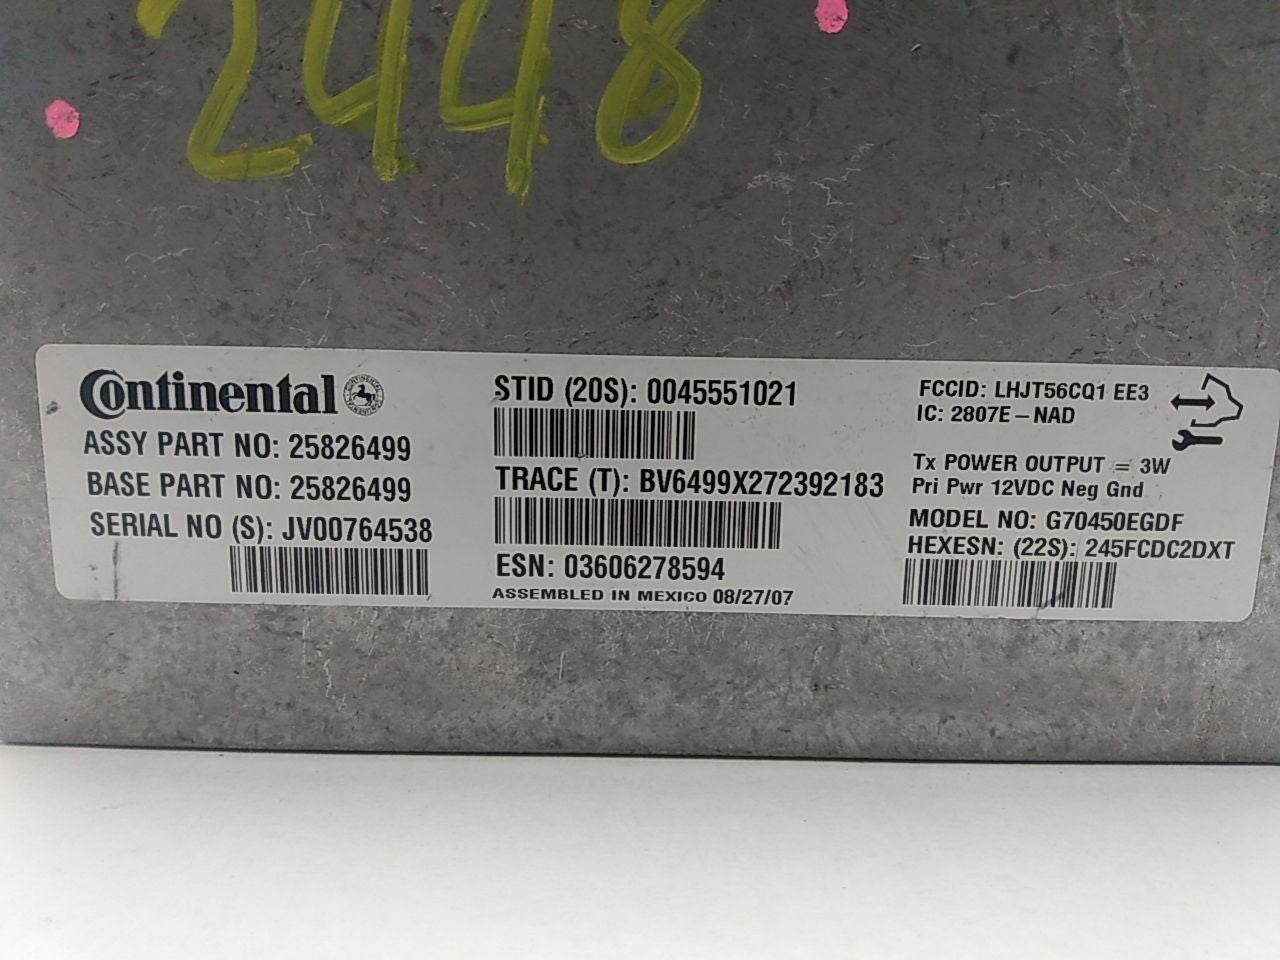 2448
Continental
ASSY PART NO: 25826499
BASE PART NO: 25826499
SERIAL NO (S): JV00764538
STID (20S): 0045551021
TRACE (T): BV6499X272392183
ESN: 03606278594
ASSEMBLED IN MEXICO 08/27/07
FCCID: LHJT56CQ1 EE3
IC: 2807E – NAD
Tx POWER OUTPUT = 3W
Pri Pwr 12VDC Neg Gnd
MODEL NO: G70450EGDF
HEXESN: (22S): 245FCDC2DXT